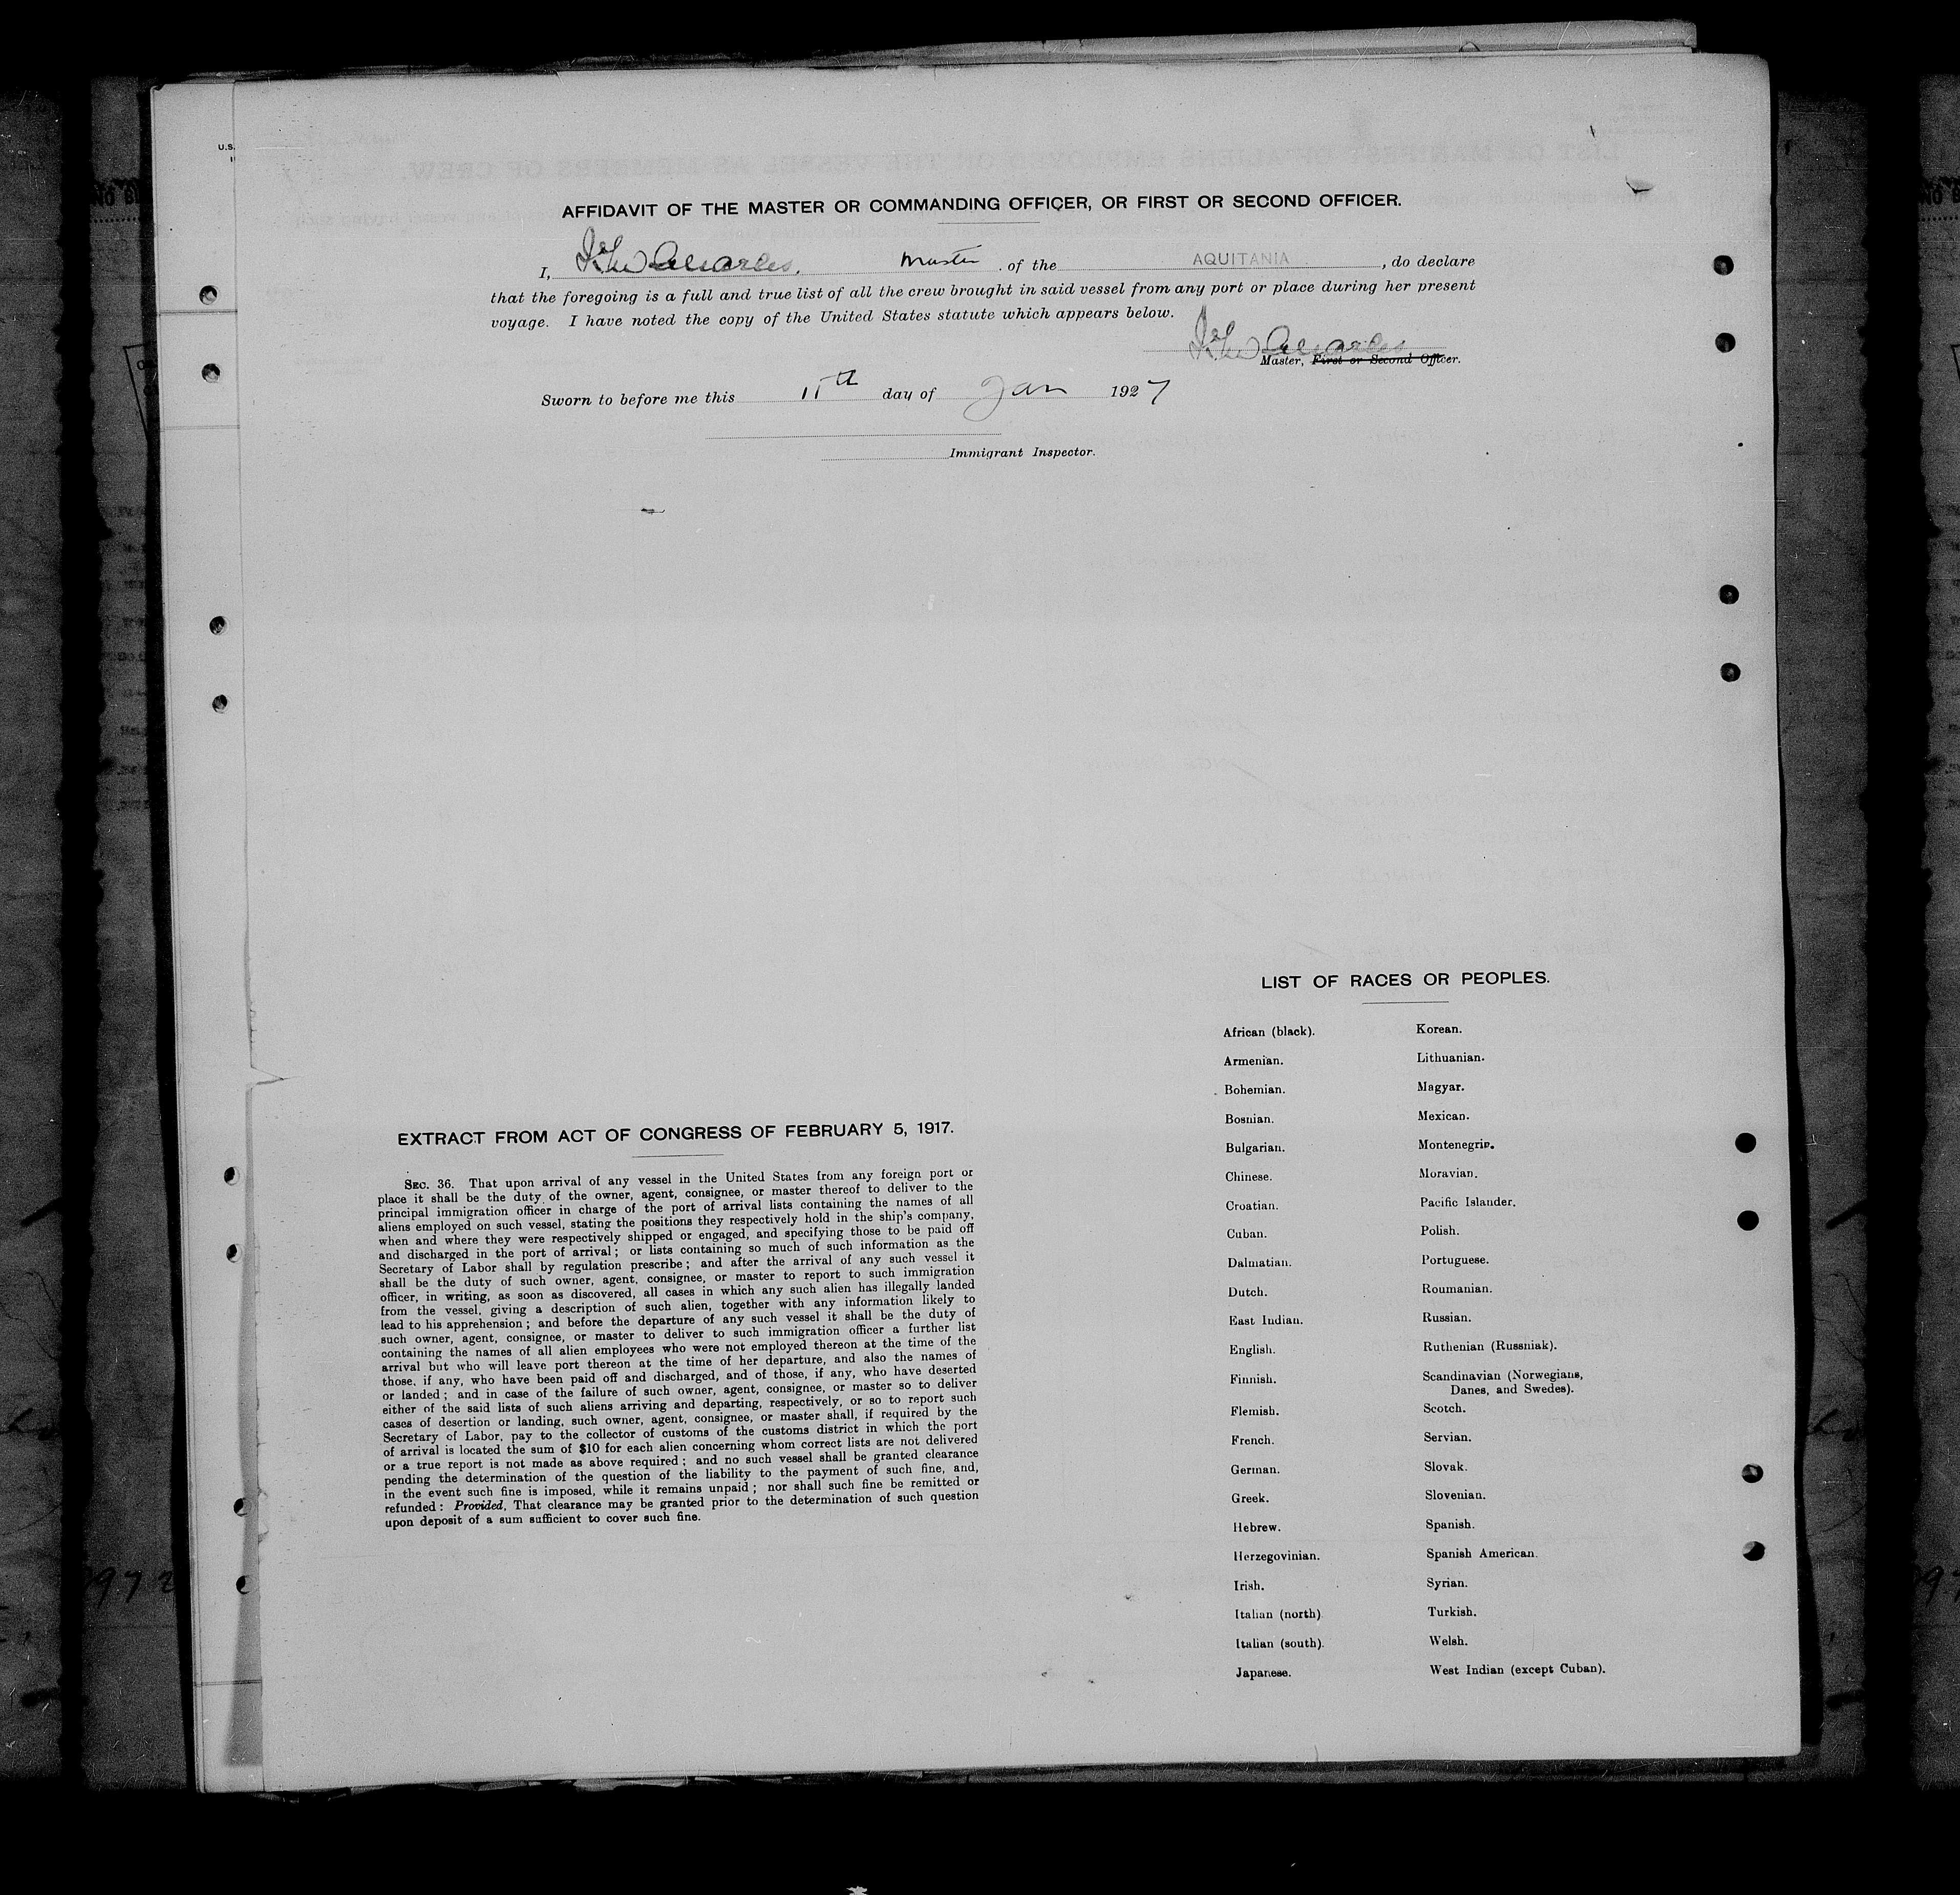 U.S.
AFFIDAVIT OF THE MASTER OR COMMANDING OFFICER, OR FIRST OR SECOND OFFICER.
I, Charles, Master of the AQUITANIA, do declare
that the foregoing is a full and true list of all the crew brought in said vessel from any port or place during her present
voyage. I have noted the copy of the United States statute which appears below.
Charles
Master, First or Second Officer.
Sworn to before me this 11th day of Jan 1927
Immigrant Inspector.
EXTRACT FROM ACT OF CONGRESS OF FEBRUARY 5, 1917.
SEC. 36. That upon arrival of any vessel in the United States from any foreign port or
place it shall be the duty of the owner, agent, consignee, or master thereof to deliver to the
principal immigration officer in charge of the port of arrival lists containing the names of all
aliens employed on such vessel, stating the positions they respectively hold in the ship's company,
when and where they were respectively shipped or engaged, and specifying those to be paid off
and discharged in the port of arrival; or lists containing so much of such information as the
Secretary of Labor shall by regulation prescribe; and after the arrival of any such vessel it
shall be the duty of such owner, agent, consignee, or master to report to such immigration
officer, in writing, as soon as discovered, all cases in which any such alien has illegally landed
from the vessel, giving a description of such alien, together with any information likely to
lead to his apprehension; and before the departure of any such vessel it shall be the duty of
such owner, agent, consignee, or master to deliver to such immigration officer a further list
containing the names of all alien employees who were not employed thereon at the time of the
arrival but who will leave port thereon at the time of her departure, and also the names of
those, if any, who have been paid off and discharged, and of those, if any, who have deserted
or landed; and in case of the failure of such owner, agent, consignee, or master so to deliver
either of the said lists of such aliens arriving and departing, respectively, or so to report such
cases of desertion or landing, such owner, agent, consignee, or master shall, if required by the
Secretary of Labor, pay to the collector of customs of the customs district in which the port
of arrival is located the sum of $10 for each alien concerning whom correct lists are not delivered
or a true report is not made as above required; and no such vessel shall be granted clearance
pending the determination of the question of the liability to the payment of such fine, and,
in the event such fine is imposed, while it remains unpaid; nor shall such fine be remitted or
refunded: Provided, That clearance may be granted prior to the determination of such question
upon deposit of a sum sufficient to cover such fine.
LIST OF RACES OR PEOPLES.
African (black).
Armenian.
Bohemian.
Bosnian.
Bulgarian.
Chinese.
Croatian.
Cuban.
Dalmatian.
Dutch.
East Indian.
English.
Finnish.
Flemish.
French.
German.
Greek.
Hebrew.
Herzegovinian.
Irish.
Italian (north)
Italian (south).
Japanese.
Korean.
Lithuanian.
Magyar.
Mexican.
Montenegrin.
Moravian.
Pacific Islander.
Polish.
Portuguese.
Roumanian.
Russian.
Ruthenian (Russniak).
Scandinavian (Norwegians,
Danes, and Swedes).
Scotch.
Servian.
Slovak.
Slovenian.
Spanish.
Spanish American.
Syrian.
Turkish.
Welsh.
West Indian (except Cuban).